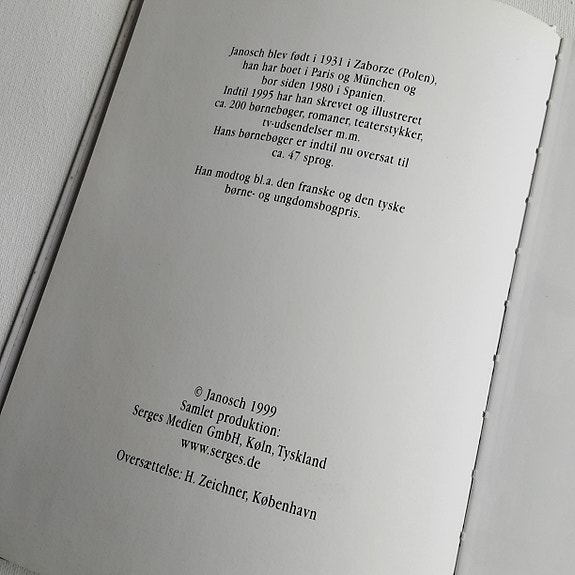 Janosch blev født i 1931 i Zaborze (Polen),
han har boet i Paris og München og
bor siden 1980 i Spanien.
Indtil 1995 har han skrevet og illustreret
ca. 200 børnebøger, romaner, teaterstykker,
tv-udsendelser m.m.
Hans børnebøger er indtil nu oversat til
ca. 47 sprog.
Han modtog bl.a. den franske og den tyske
børne- og ungdomsbogpris.
© Janosch 1999
Samlet produktion:
Serges Medien GmbH, Køln, Tyskland
www.serges.de
Oversættelse: H. Zeichner, København